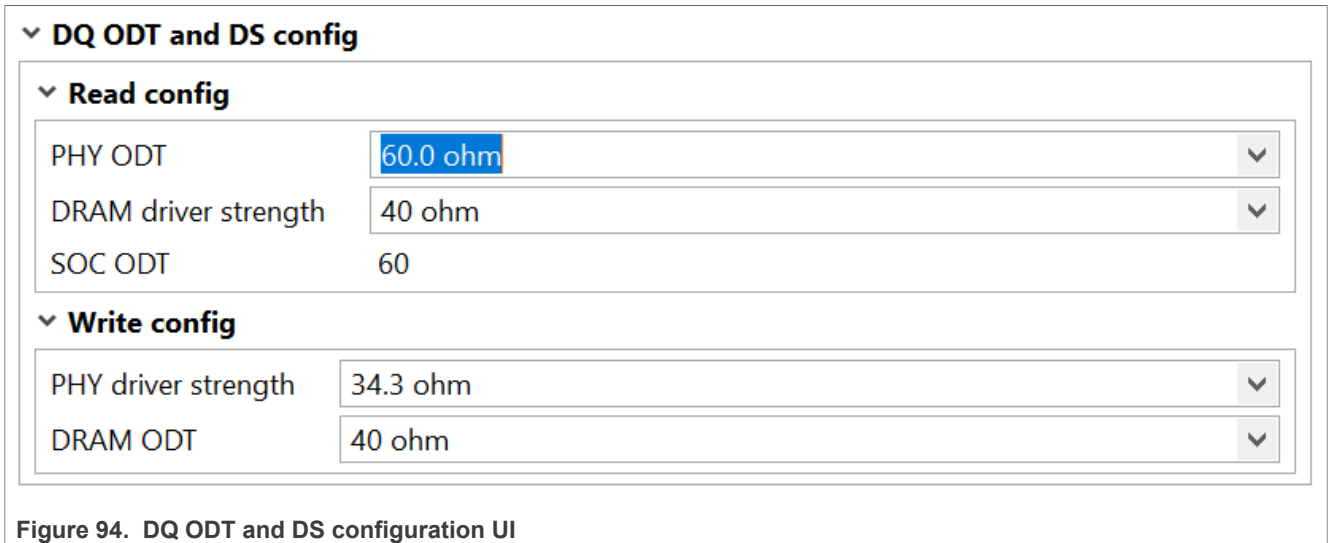 DQ ODT and DS config
Read config
PHY ODT 60.0 ohm
DRAM driver strength 40 ohm
SOC ODT 60
Write config
PHY driver strength 34.3 ohm
DRAM ODT 40 ohm
Figure 94. DQ ODT and DS configuration UI